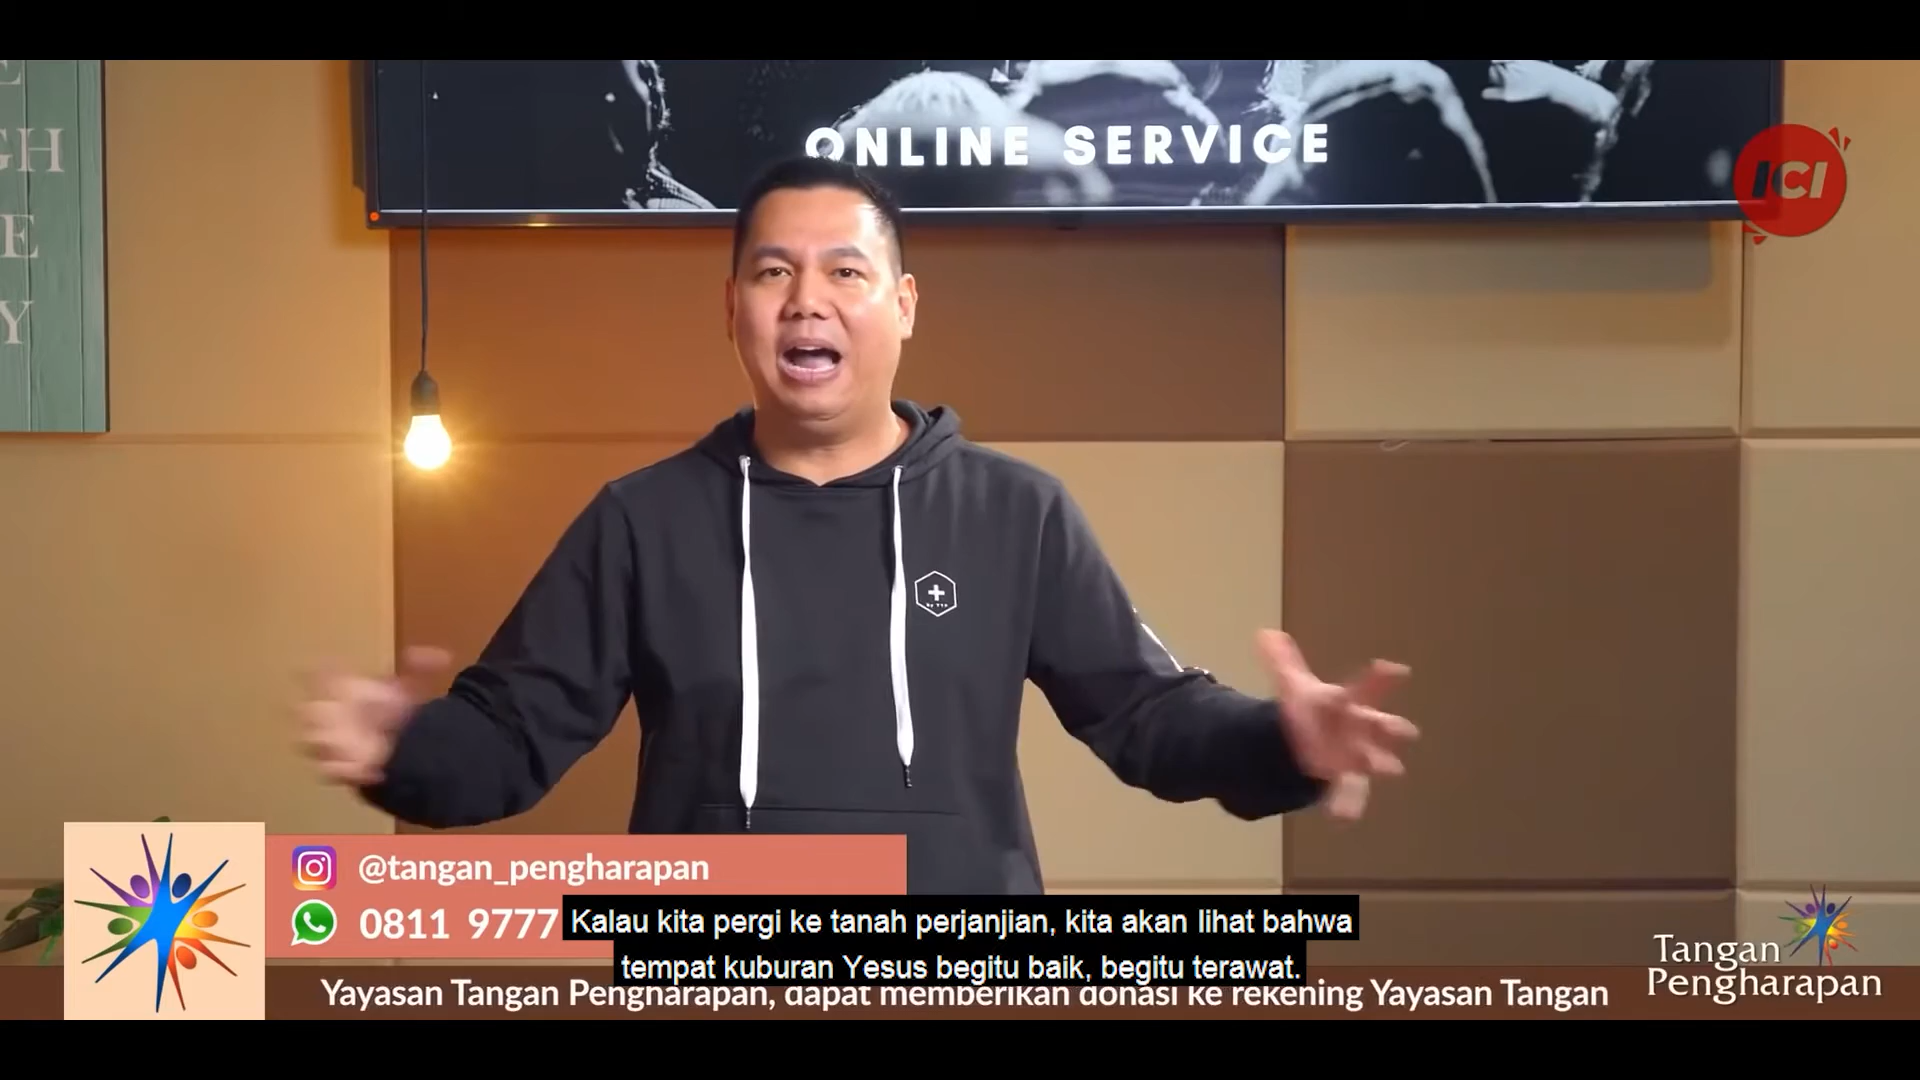 GH
E
Y
ONLINE SERVICE
ICI
@tangan_pengharapan
0811 9777
Kalau kita pergi ke tanah perjanjian, kita akan lihat bahwa
tempat kuburan Yesus begitu baik, begitu terawat.
Yayasan Tangan Pengharapan, dapat memberikan donasi ke rekening Yayasan Tangan
Tangan
Pengharapan